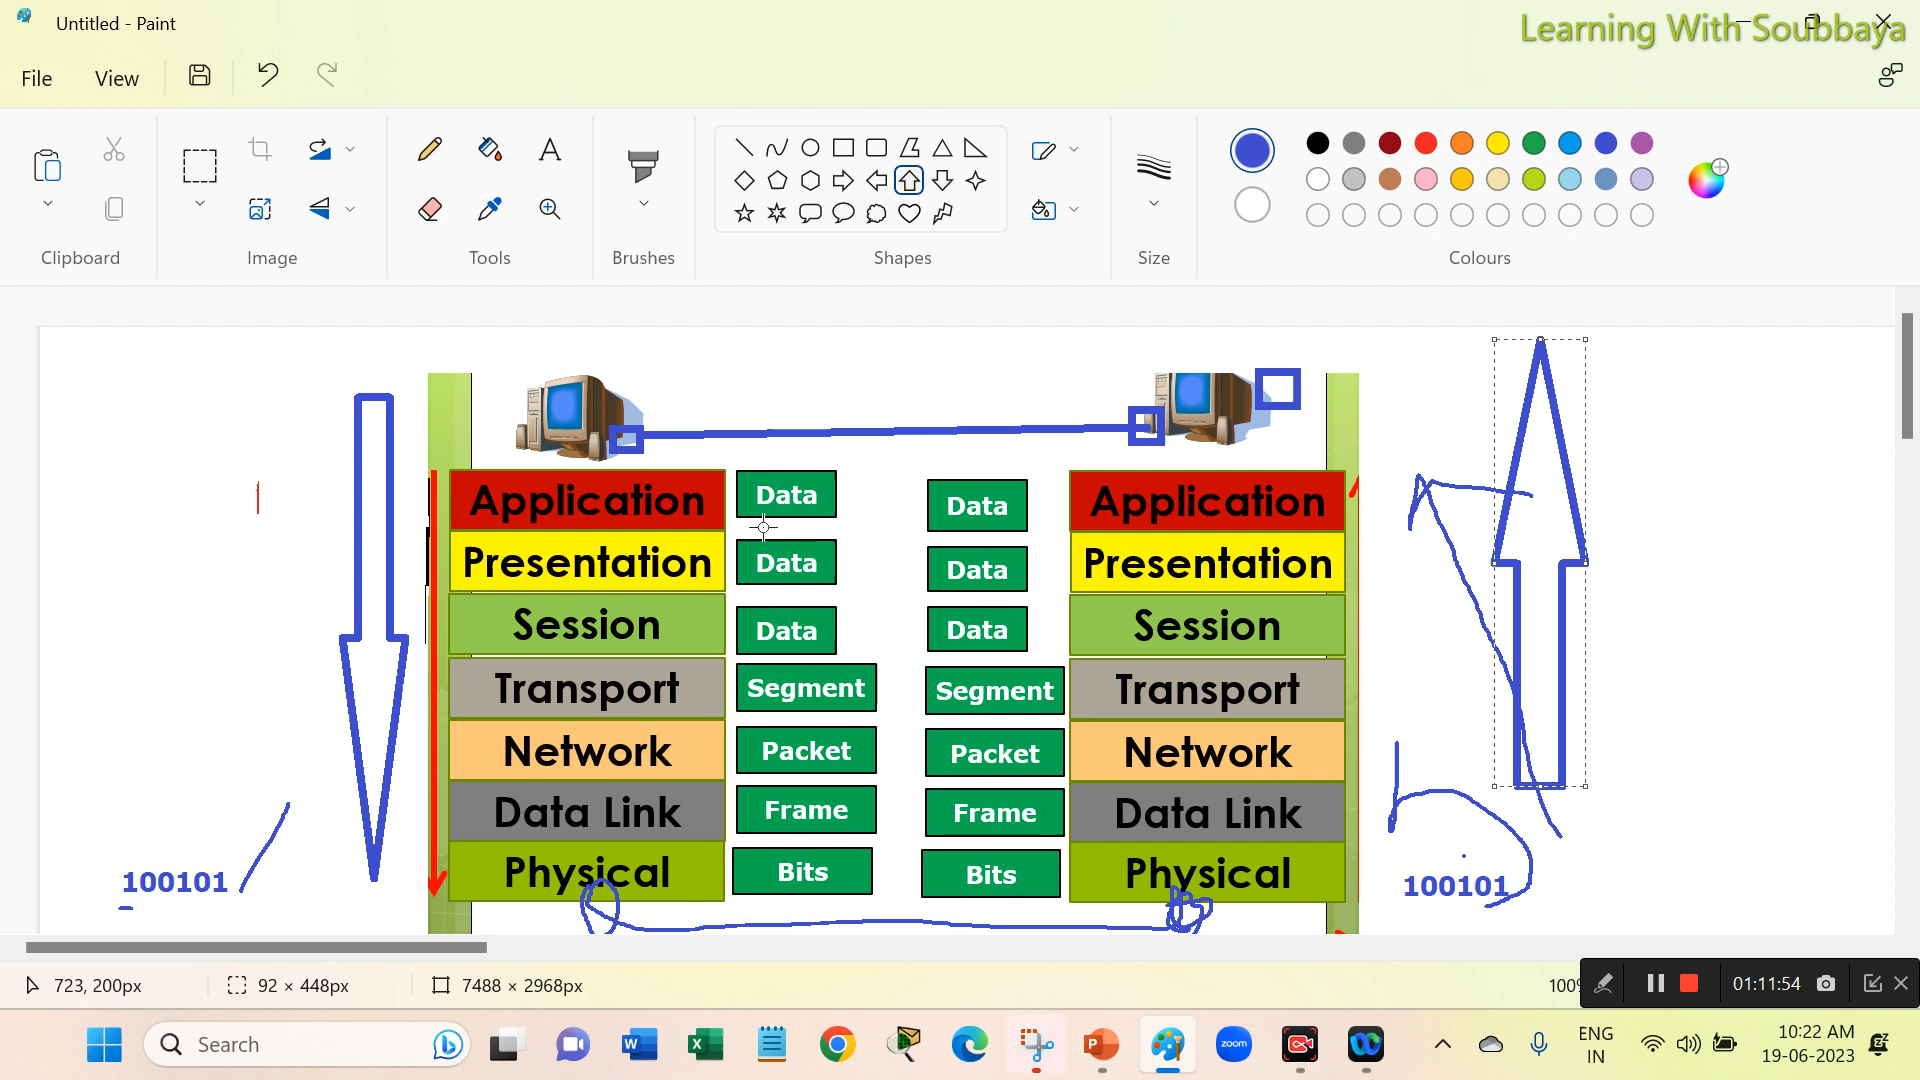 Untitled - Paint
Learning With Soubbaya
File View
Clipboard Image Tools Brushes Shapes Size Colours
Application Data Data Application
Presentation Data Data Presentation
Session Data Data Session
Transport Segment Segment Transport
Network Packet Packet Network
Data Link Frame Frame Data Link
Physical Bits Bits Physical
100101 100101
723, 200px 92 × 448px 7488 × 2968px 01:11:54
Search ENG 10:22 AM
IN 19-06-2023